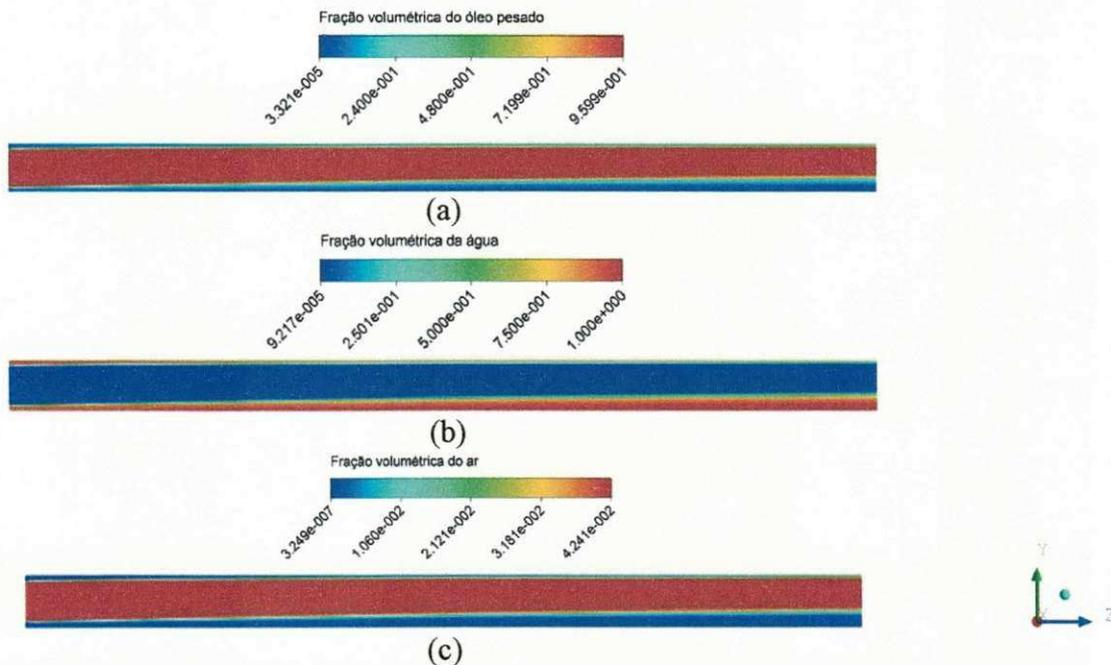 Fração volumétrica do óleo pesado
3.321e-005
2.400e-001
4.800e-001
7.199e-001
9.599e-001
(a)
Fração volumétrica da água
9.217e-005
2.501e-001
5.000e-001
7.500e-001
1.000e+000
(b)
Fração volumétrica do ar
3.249e-007
1.060e-002
2.121e-002
3.181e-002
4.241e-002
Y
(c)